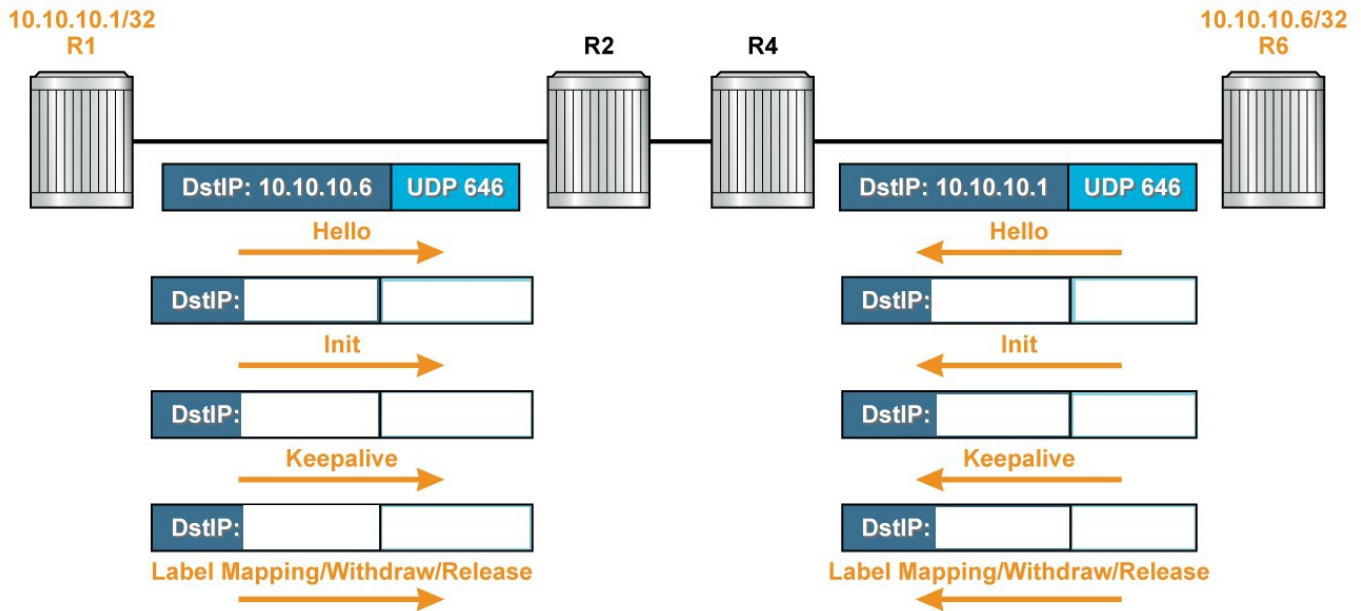 10.10.10.1/32
R1
R2
R4
10.10.10.6/32
R6
DstIP: 10.10.10.6 UDP 646
DstIP: 10.10.10.1 UDP 646
Hello
Hello
DstIP:
DstIP:
Init
Init
DstIP:
DstIP:
Keepalive
Keepalive
DstIP:
DstIP:
Label Mapping/Withdraw/Release
Label Mapping/Withdraw/Release